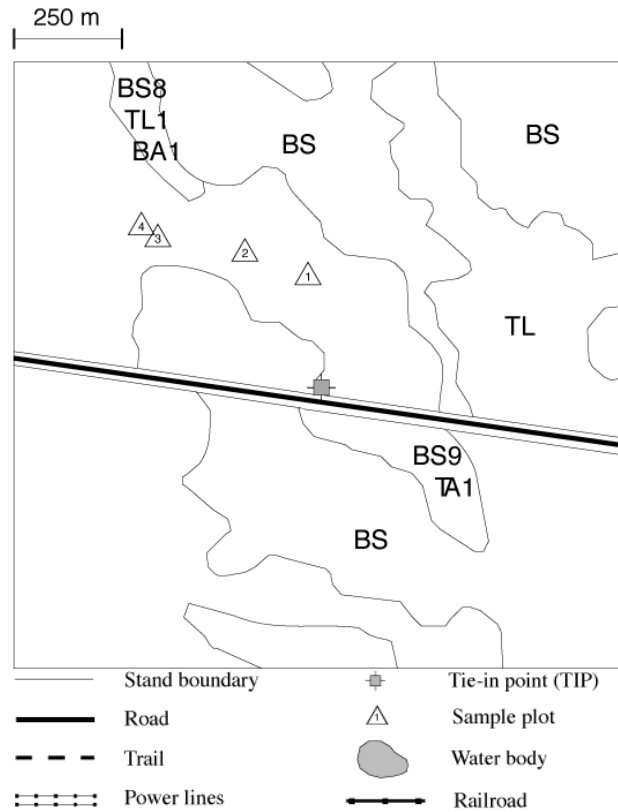 250 m
BS8
TL1
BA1
BS
BS
4
3
2
1
TL
BS9
TA1
BS
Stand boundary
Tie-in point (TIP)
Road
1
Sample plot
Trail
Water body
Power lines
Railroad